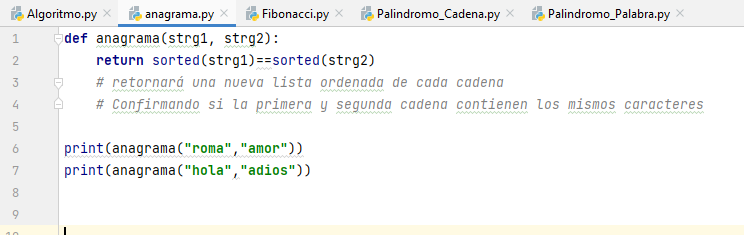 Algoritmo.py anagrama.py Fibonacci.py Palindromo_Cadena.py Palindromo_Palabra.py
1 def anagrama(strg1, strg2):
2 return sorted(strg1)==sorted(strg2)
3 # retornará una nueva lista ordenada de cada cadena
4 # Confirmando si la primera y segunda cadena contienen los mismos caracteres
5
6 print(anagrama("roma","amor"))
7 print(anagrama("hola","adios"))
8
9
10